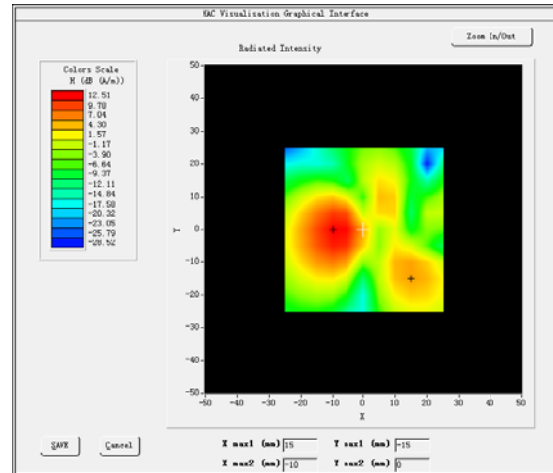 HAC Visualization Graphical Interface
Zoom In/Out
Radiated Intensity
Colors Scale
H (dB (A/m))
12.51
9.78
7.04
4.30
1.57
-1.17
-3.90
-6.64
-9.37
-12.11
-14.84
-17.58
-20.32
-23.05
-25.79
-28.52
Y
50
40
30
20
10
0
-10
-20
-30
-40
-50
-50 -40 -30 -20 -10 0 10 20 30 40 50
X
SAVE Cancel
X max1 (mm) 15 Y max1 (mm) -15
X max2 (mm) -10 Y max2 (mm) 0